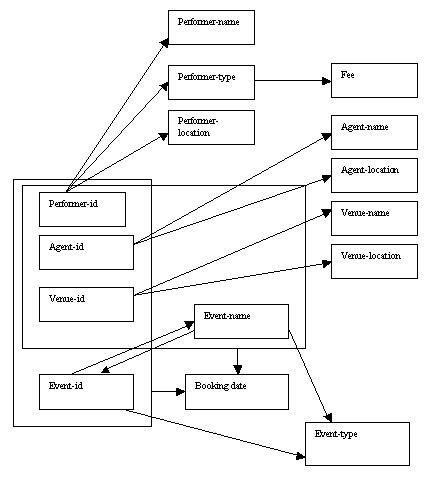 Performer-name
Performer-type
Fee
Performer-
location
Agent-name
Agent-location
Performer-id
Venue-name
Agent-id
Venue-location
Venue-id
Event-name
Event-id
Booking date
Event-type